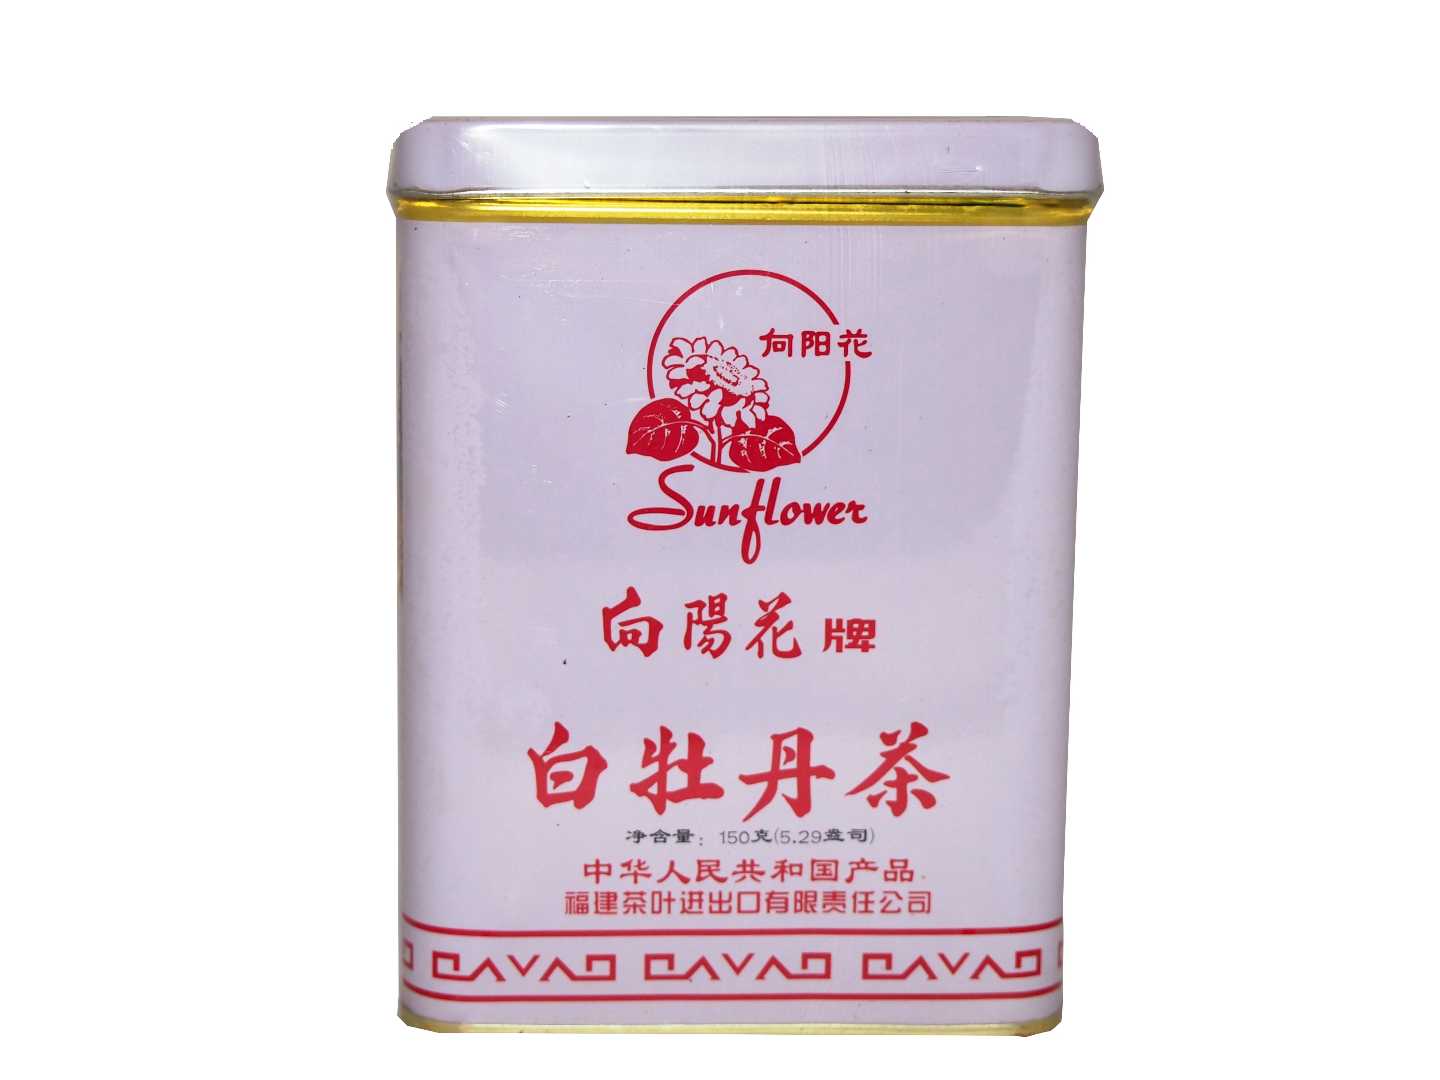 向阳花
Sunflower
向陽花牌
白牡丹茶
净含量：150克(5.29盎司)
中华人民共和国产品
福建茶叶进出口有限责任公司